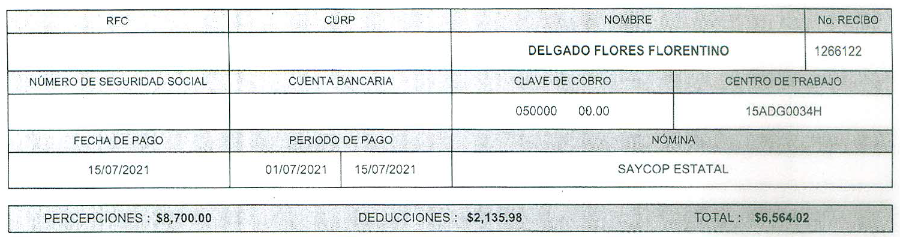 RFC CURP NOMBRE No. RECIBO
DELGADO FLORES FLORENTINO 1266122
NÚMERO DE SEGURIDAD SOCIAL CUENTA BANCARIA CLAVE DE COBRO CENTRO DE TRABAJO
050000 00.00 15ADG0034H
FECHA DE PAGO PERIODO DE PAGO NÓMINA
15/07/2021 01/07/2021 15/07/2021 SAYCOP ESTATAL
PERCEPCIONES : $8,700.00 DEDUCCIONES : $2,135.98 TOTAL : $6,564.02